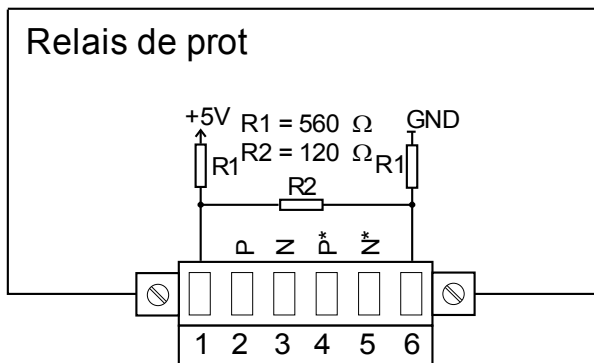 Relais de prot
+5V R1 = 560 Ω GND
R2 = 120 Ω
R1 R2 R1
P N P* N*
1 2 3 4 5 6